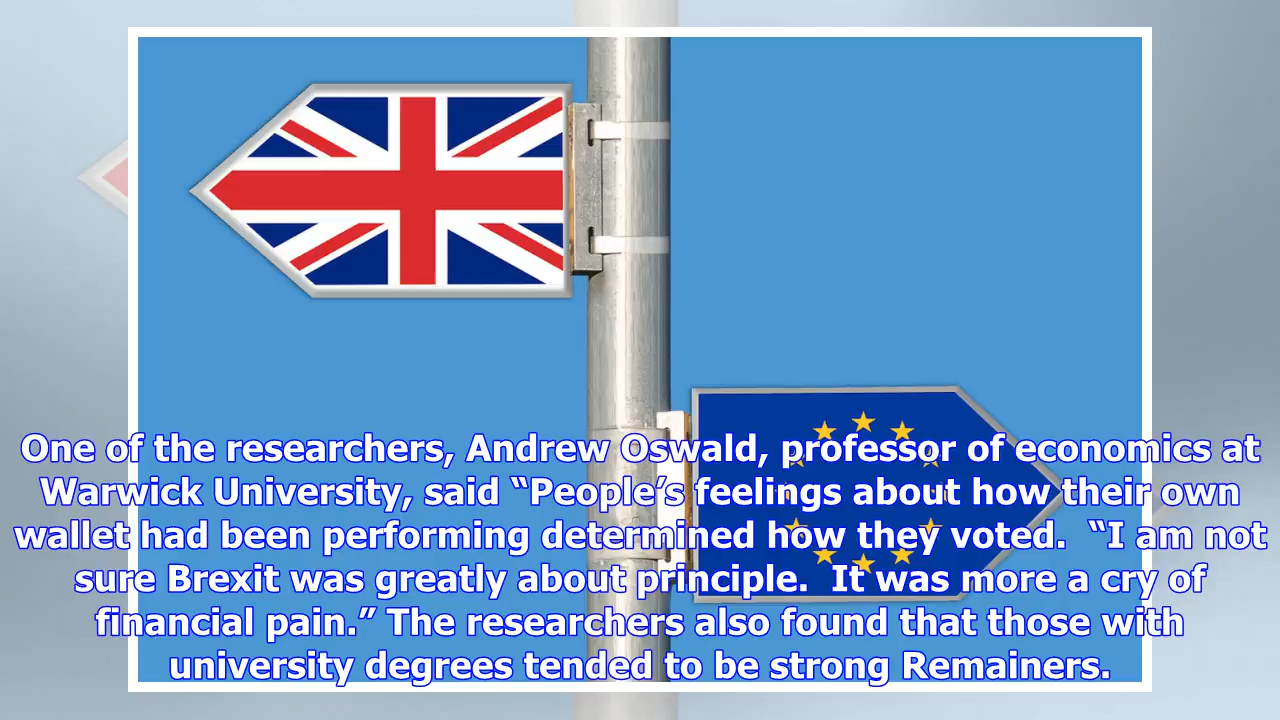 One of the researchers, Andrew Oswald, professor of economics at
Warwick University, said “People’s feelings about how their own
wallet had been performing determined how they voted.  “I am not
sure Brexit was greatly about principle.  It was more a cry of
financial pain.” The researchers also found that those with
university degrees tended to be strong Remainers.